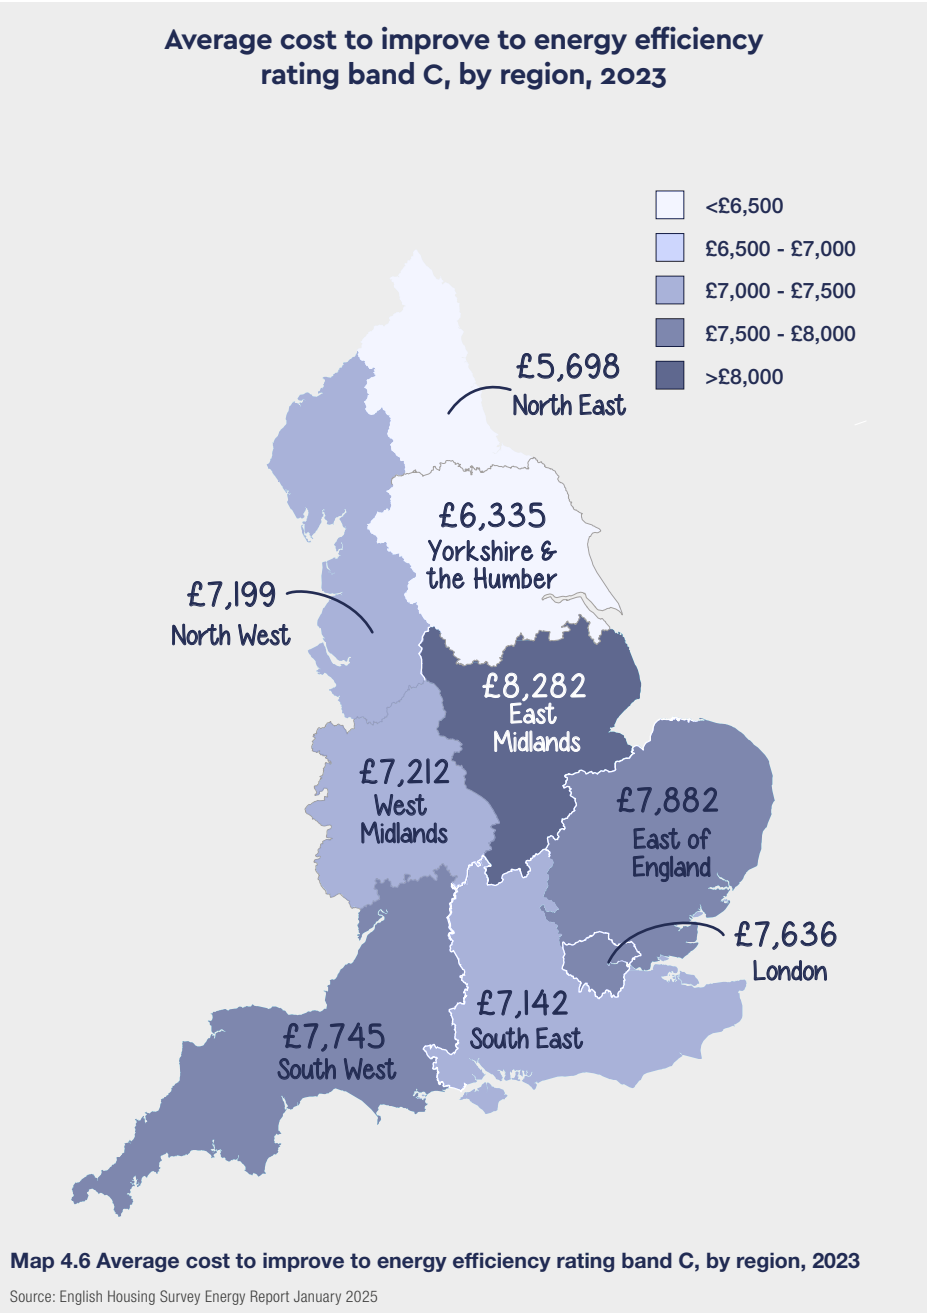 Average cost to improve to energy efficiency
rating band C, by region, 2023
<£6,500
£6,500 - £7,000
£7,000 - £7,500
£7,500 - £8,000
>£8,000
£5,698
North East
£6,335
Yorkshire &
the Humber
£7,199
North West
£8,282
East
Midlands
£7,212
West
Midlands
£7,882
East of
England
£7,636
London
£7,142
South East
£7,745
South West
Map 4.6 Average cost to improve to energy efficiency rating band C, by region, 2023
Source: English Housing Survey Energy Report January 2025